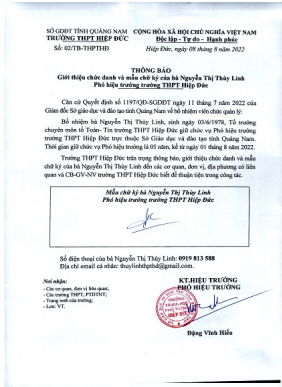 SỞ GDĐT TỈNH QUẢNG NAM
TRƯỜNG THPT HIỆP ĐỨC
CỘNG HÒA XÃ HỘI CHỦ NGHĨA VIỆT NAM
Độc lập - Tự do - Hạnh phúc
Số: 02/TB-THPTHĐ
Hiệp Đức, ngày 08 tháng 8 năm 2022
THÔNG BÁO
Giới thiệu chức danh và mẫu chữ ký của bà Nguyễn Thị Thùy Linh
Phó hiệu trưởng trường THPT Hiệp Đức
Căn cứ Quyết định số 1197/QĐ-SGDĐT ngày 11 tháng 7 năm 2022 của
Giám đốc Sở giáo dục và đào tạo tỉnh Quảng Nam về bổ nhiệm viên chức quản lý:
Bổ nhiệm bà Nguyễn Thị Thùy Linh, sinh ngày 03/6/1978, Tổ trưởng
chuyên môn tổ Toán- Tin trường THPT Hiệp Đức giữ chức vụ Phó Hiệu trưởng
trường THPT Hiệp Đức trực thuộc Sở Giáo dục và đào tạo tỉnh Quảng Nam.
Thời gian giữ chức vụ Phó Hiệu trưởng là 05 năm, kể từ ngày 01 tháng 8 năm 2022.
Trường THPT Hiệp Đức trân trọng thông báo, giới thiệu chức danh và mẫu
chữ ký của bà Nguyễn Thị Thùy Linh đến các cơ quan, đơn vị, địa phương có liên
quan và CB-GV-NV trường THPT Hiệp Đức biết để thuận tiện trong công tác.
Mẫu chữ ký bà Nguyễn Thị Thùy Linh
Phó hiệu trưởng trường THPT Hiệp Đức
Số điện thoại của bà Nguyễn Thị Thùy Linh: 0919 813 588
Địa chỉ email cá nhân: thuylinhthpthd@gmail.com.
Nơi nhận:
- Các cơ quan, đơn vị liên quan;
- Các trường THPT, PTDTNT;
- Trang web của trường;
- Lưu: VT.
KT.HIỆU TRƯỞNG
PHÓ HIỆU TRƯỞNG
TRƯỜNG
HIỆP ĐỨC
Đặng Vĩnh Hiếu